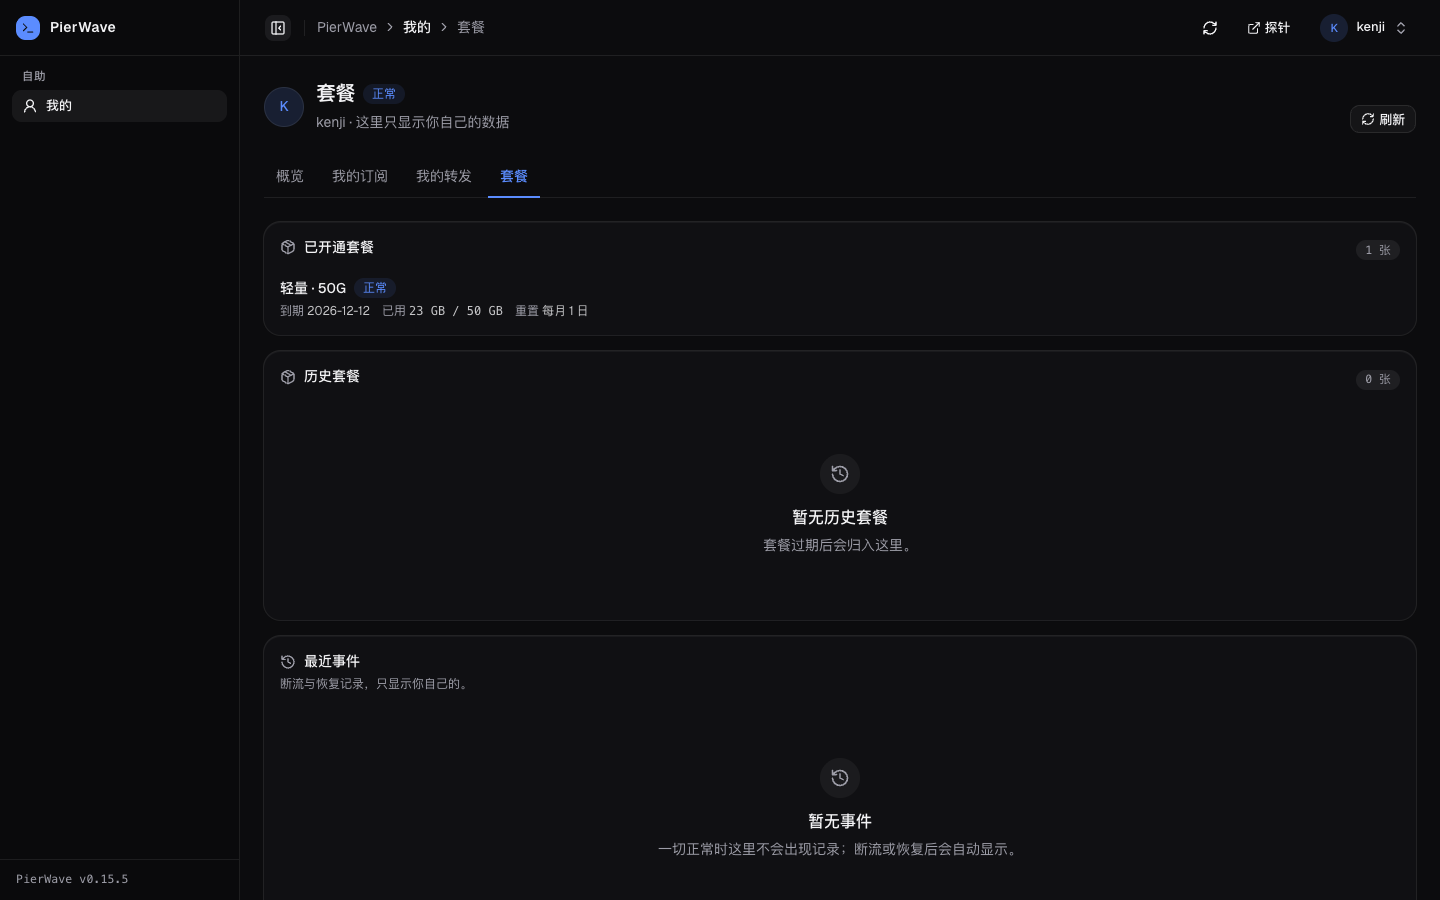 PierWave
自助
我的
PierWave v0.15.5
PierWave > 我的 > 套餐
探针
K kenji
K
套餐 正常
kenji · 这里只显示你自己的数据
刷新
概览 我的订阅 我的转发 套餐
已开通套餐
1 张
轻量 · 50G 正常
到期 2026-12-12 已用 23 GB / 50 GB 重置 每月 1 日
历史套餐
0 张
暂无历史套餐
套餐过期后会归入这里。
最近事件
断流与恢复记录，只显示你自己的。
暂无事件
一切正常时这里不会出现记录；断流或恢复后会自动显示。